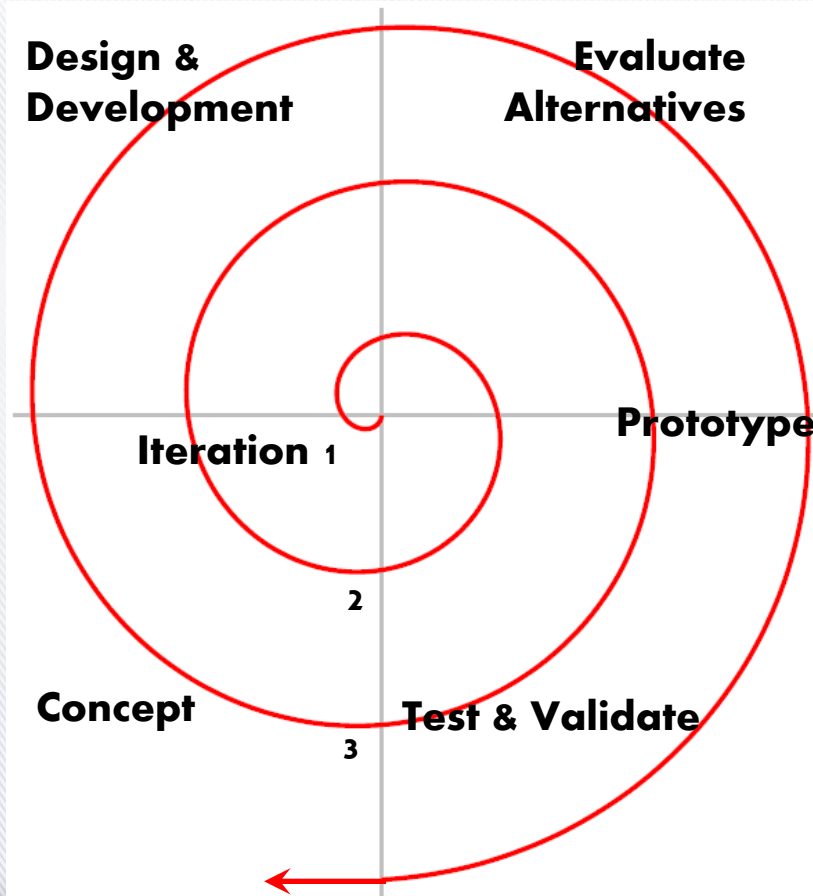 Design &
Development
Evaluate
Alternatives
Prototype
Iteration 1
2
Concept
Test & Validate
3